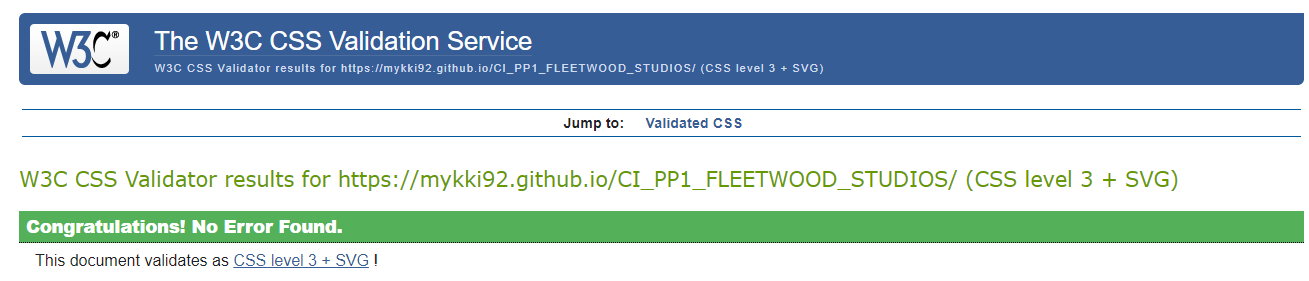 W3C® The W3C CSS Validation Service
W3C CSS Validator results for https://mykki92.github.io/CI_PP1_FLEETWOOD_STUDIOS/ (CSS level 3 + SVG)
Jump to: Validated CSS
W3C CSS Validator results for https://mykki92.github.io/CI_PP1_FLEETWOOD_STUDIOS/ (CSS level 3 + SVG)
Congratulations! No Error Found.
This document validates as CSS level 3 + SVG !